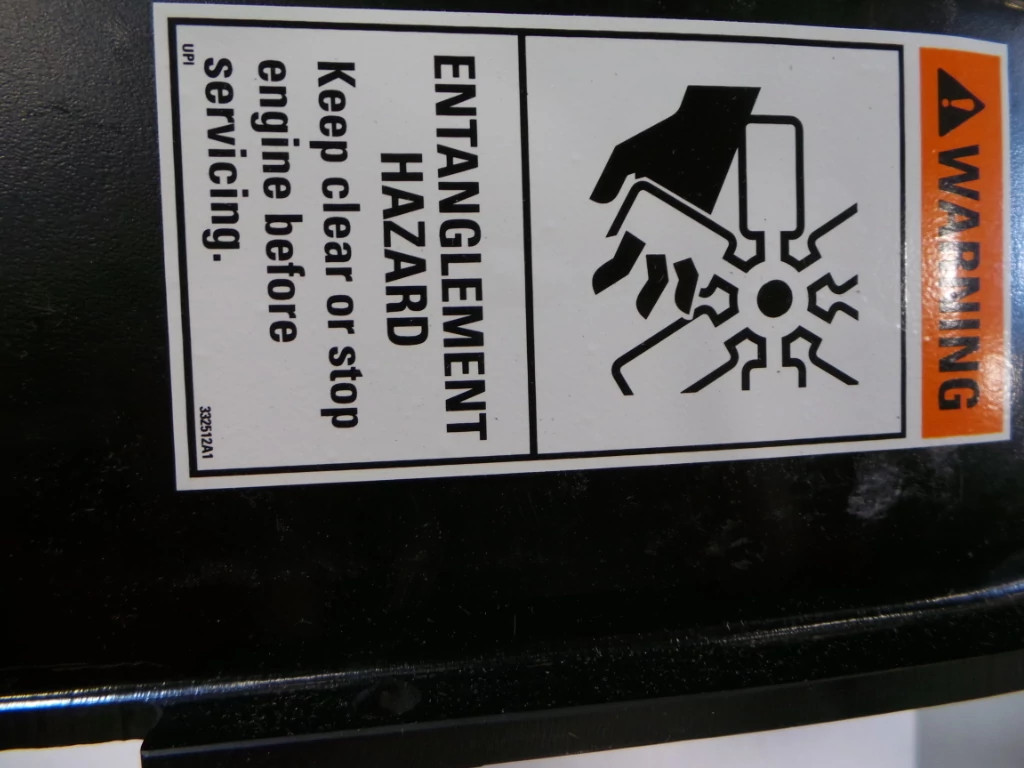 WARNING
ENTANGLEMENT
HAZARD
Keep clear or stop
engine before
servicing.
UPI
332512A1